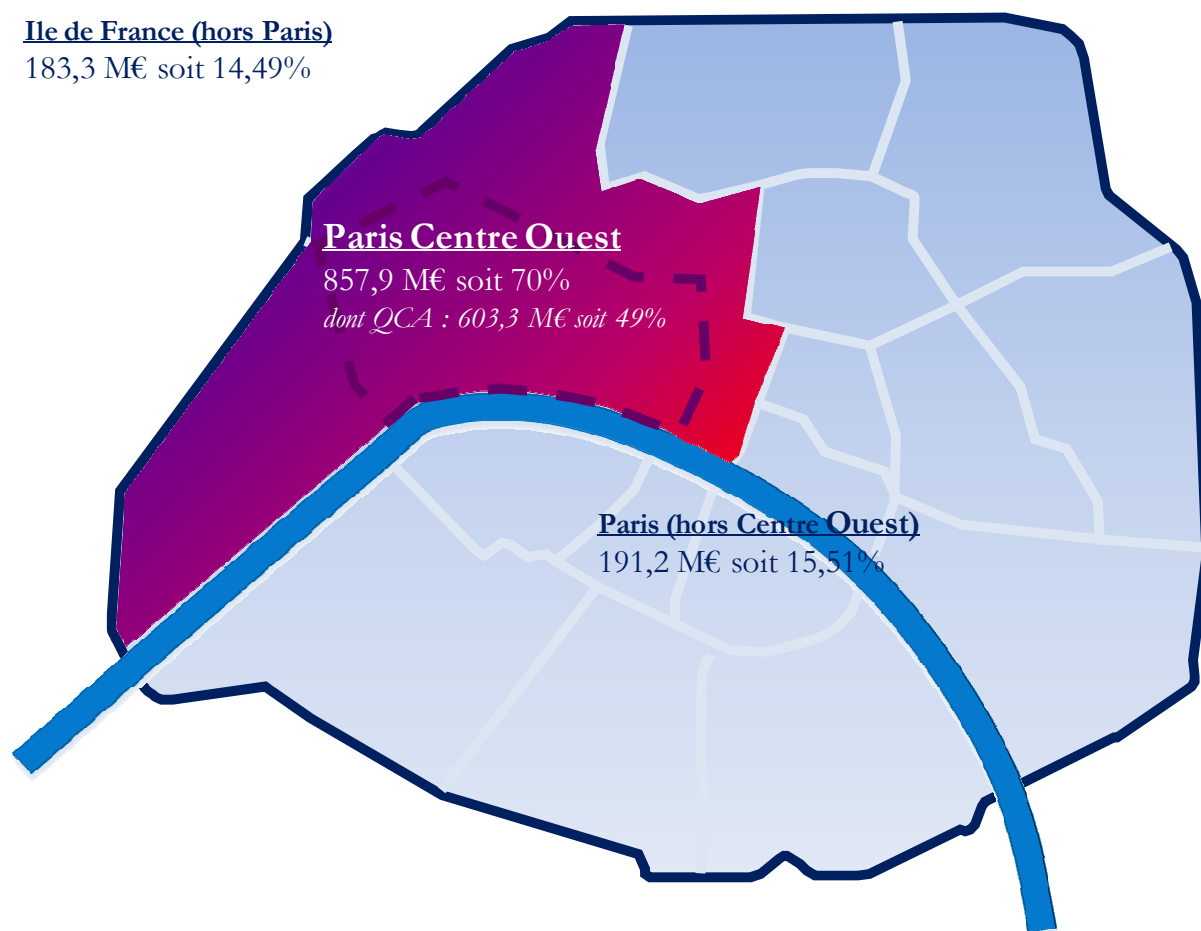 Ile de France (hors Paris)
183,3 M€ soit 14,49%
Paris Centre Ouest
857,9 M€ soit 70%
dont QCA : 603,3 M€ soit 49%
Paris (hors Centre Ouest)
191,2 M€ soit 15,51%